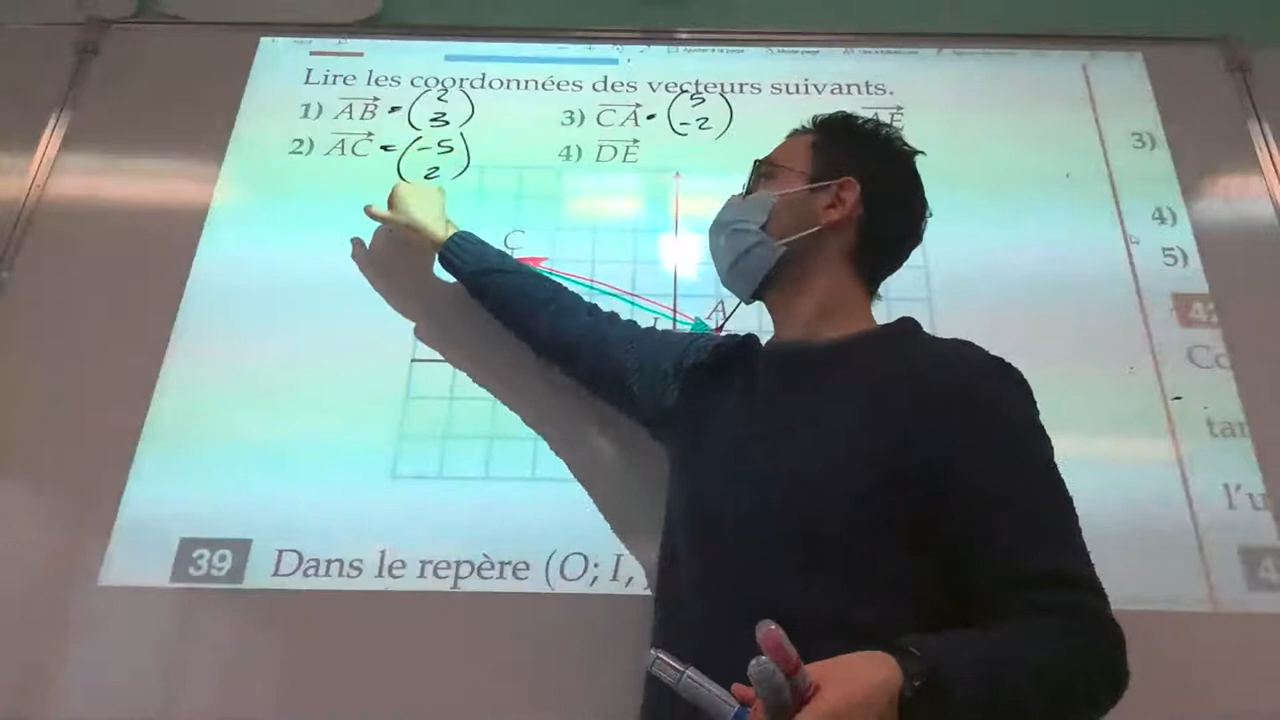 Lire les coordonnées des vecteurs suivants.
1) AB = (2 3) 3) CA = (5 -2) AE
2) AC = (-5 2) 4) DE
3)
4)
5)
C
A
39 Dans le repère (O; I,
l'u